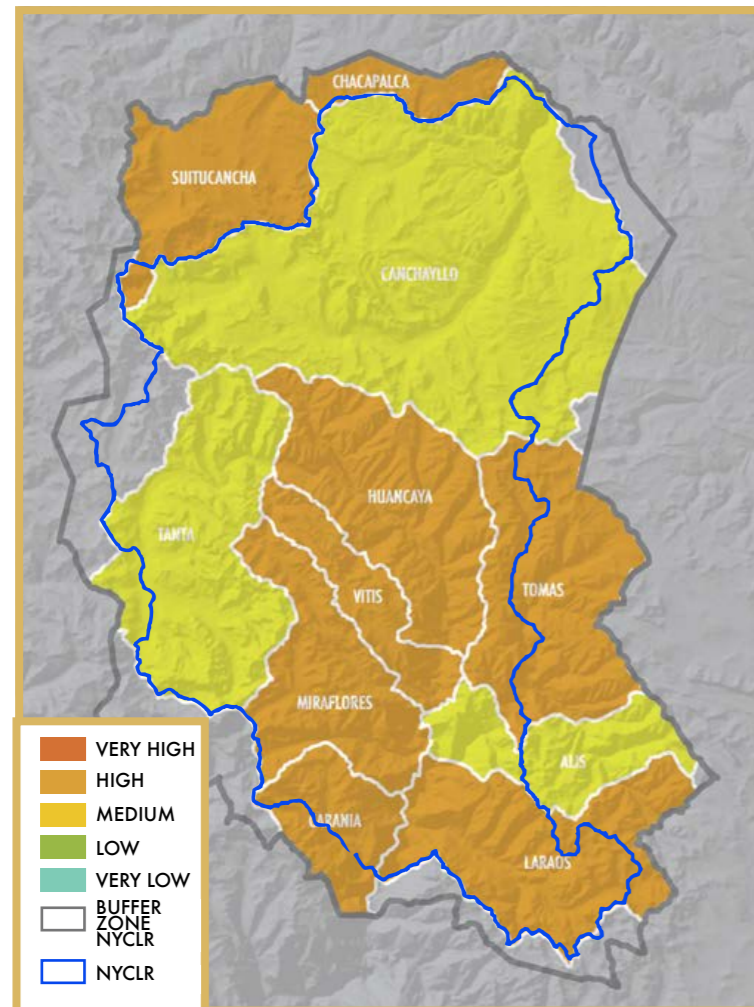 CHACAPALCA
SUITUCANCHA
CANCHAYLLO
HUANCAYA
TANTA
VITIS
TOMAS
MIRAFLORES
ALIS
CARANIA
LARAOS
VERY HIGH
HIGH
MEDIUM
LOW
VERY LOW
BUFFER
ZONE
NYCLR
NYCLR